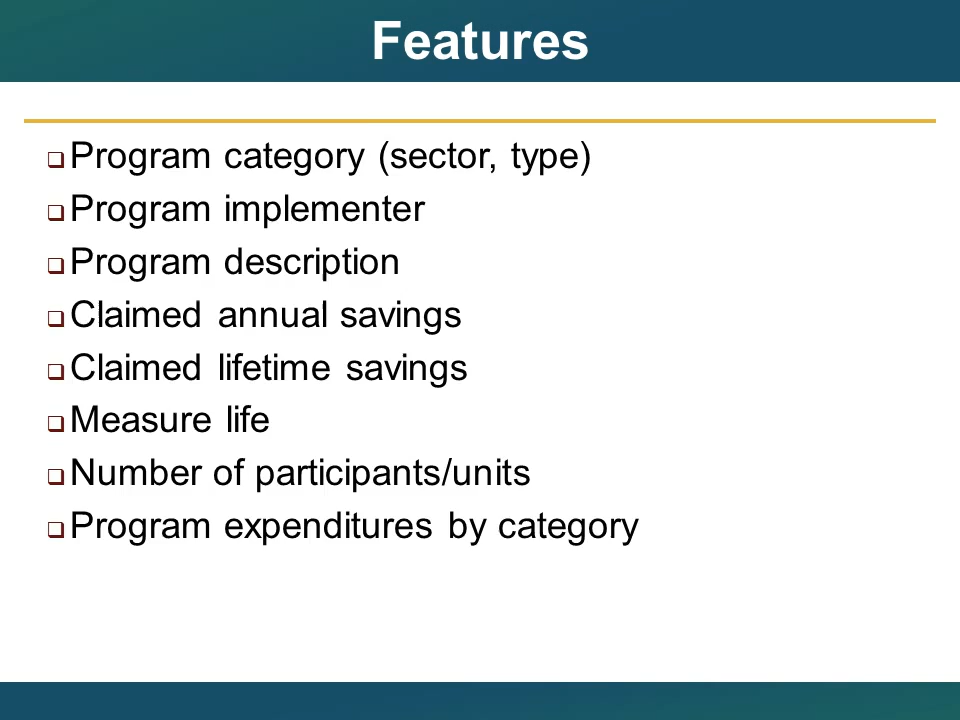 Features
Program category (sector, type)
Program implementer
Program description
Claimed annual savings
Claimed lifetime savings
Measure life
Number of participants/units
Program expenditures by category